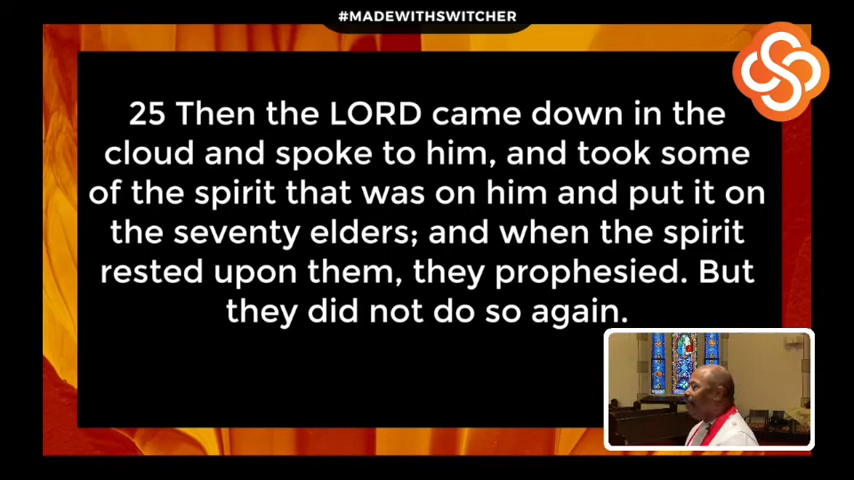 #MADEWITHSWITCHER
25 Then the LORD came down in the
cloud and spoke to him, and took some
of the spirit that was on him and put it on
the seventy elders; and when the spirit
rested upon them, they prophesied. But
they did not do so again.